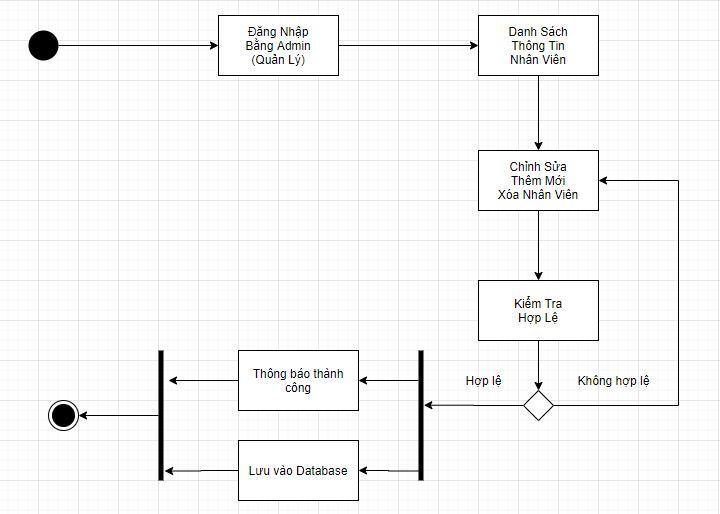 Đăng Nhập
Bằng Admin
(Quản Lý)
Danh Sách
Thông Tin
Nhân Viên
Chỉnh Sửa
Thêm Mới
Xóa Nhân Viên
Kiểm Tra
Hợp Lệ
Hợp lệ
Không hợp lệ
Thông báo thành
công
Lưu vào Database